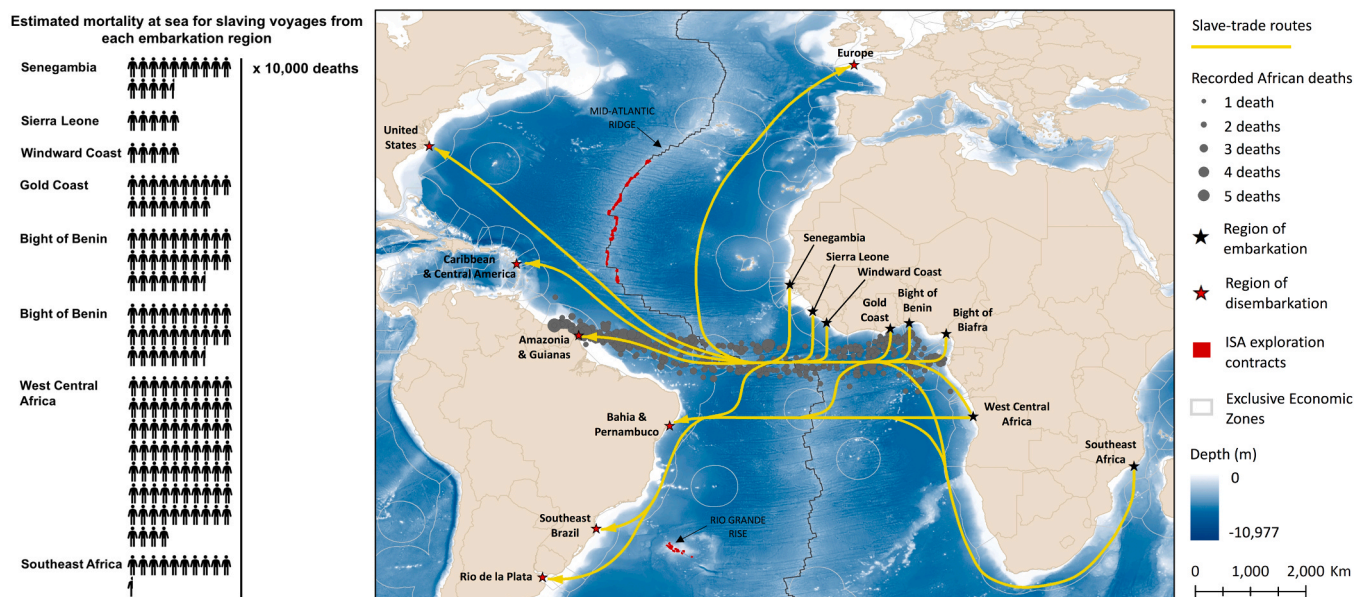 Estimated mortality at sea for slaving voyages from
each embarkation region
Senegambia
x 10,000 deaths
Sierra Leone
Windward Coast
Gold Coast
Bight of Benin
Bight of Benin
West Central
Africa
Southeast Africa
Europe
MID-ATLANTIC
RIDGE
United
States
Senegambia
Sierra Leone
Windward Coast
Caribbean
& Central America
Gold
Coast
Bight of
Benin
Bight of
Biafra
Amazonia
& Guianas
Bahia &
Pernambuco
West Central
Africa
Southeast
Africa
Southeast
Brazil
RIO GRANDE
RISE
Rio de la Plata
Slave-trade routes
Recorded African deaths
1 death
2 deaths
3 deaths
4 deaths
5 deaths
Region of
embarkation
Region of
disembarkation
ISA exploration
contracts
Exclusive Economic
Zones
Depth (m)
0
-10,977
0 1,000 2,000 Km